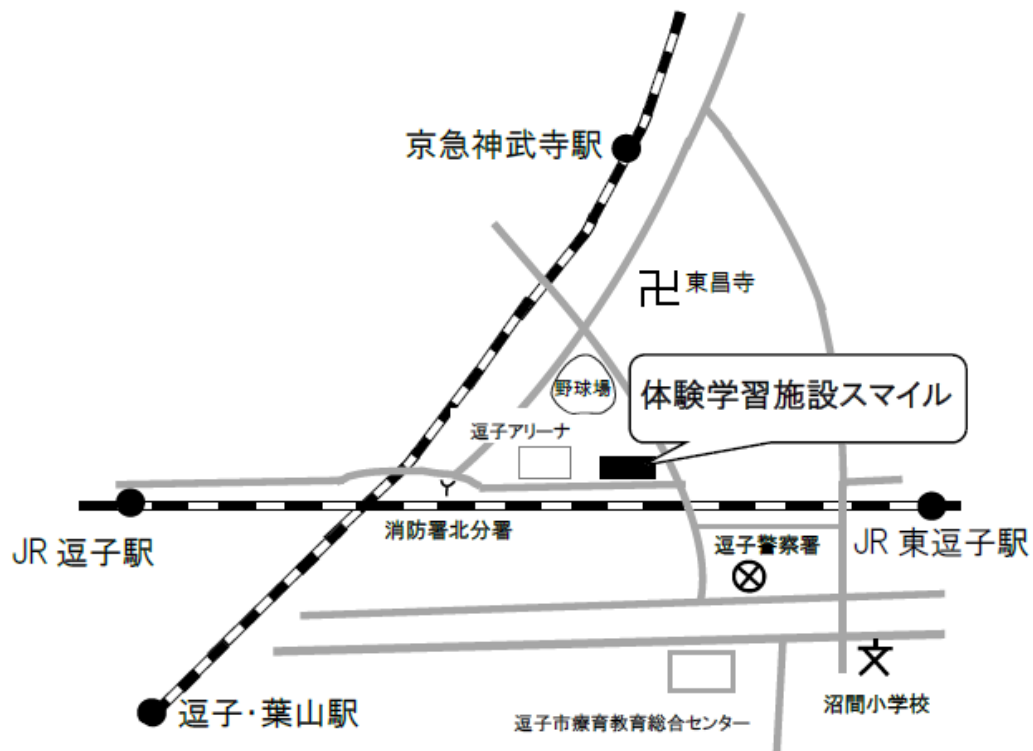 京急神武寺駅
東昌寺
野球場
体験学習施設スマイル
逗子アリーナ
消防署北分署
JR 逗子駅
逗子警察署
JR 東逗子駅
逗子・葉山駅
逗子市療育教育総合センター
沼間小学校